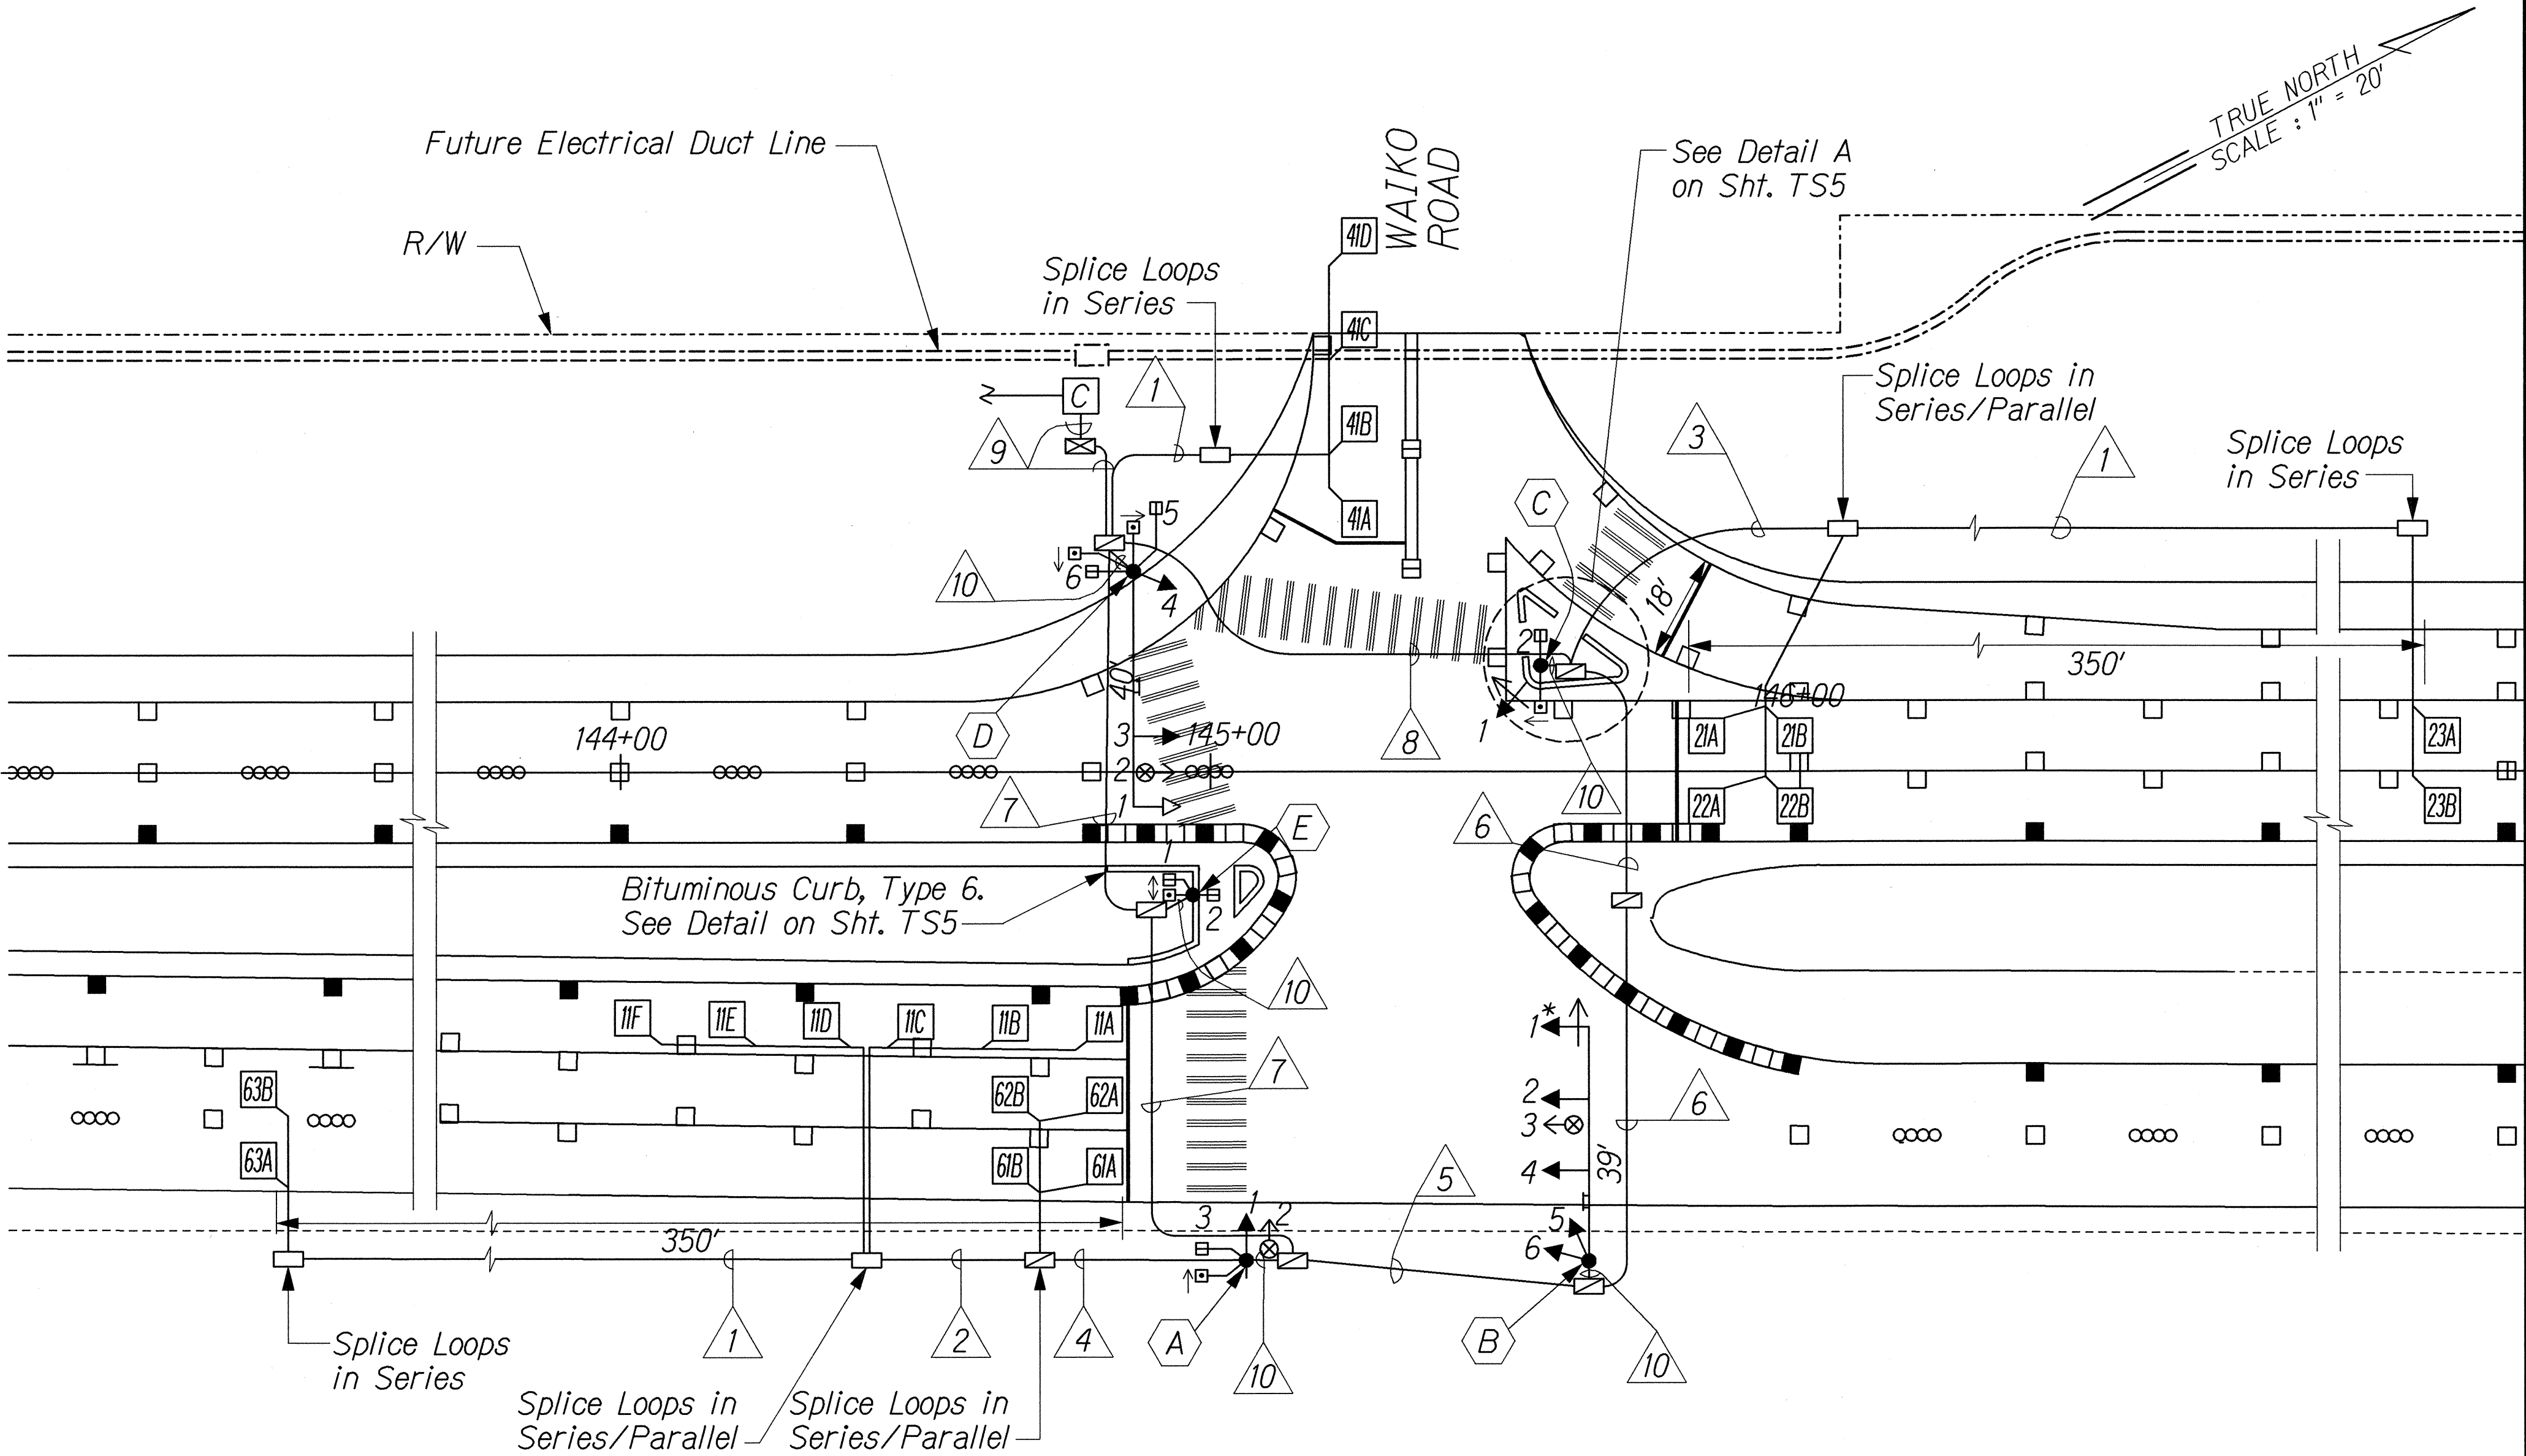 TRUE NORTH
SCALE : 1" = 20'
Future Electrical Duct Line
See Detail A
on Sht. TS5
WAIKO
ROAD
R/W
41D
Splice Loops
in Series
41C
C
1
Splice Loops in
Series/Parallel
3
1
Splice Loops
in Series
9
41B
41A
C
5
10
6
4
18'
2
40'
350'
D
3
145+00
144+00
8
1
146+00
21A
21B
23A
2
7
1
10
22A
22B
23B
6
E
1
Bituminous Curb, Type 6.
See Detail on Sht. TS5
2
10
11F
11E
11D
11C
11B
11A
1*
7
63B
62B
62A
2
6
3
63A
61B
61A
4
39'
5
350'
3
1
2
5
6
1
2
4
A
10
B
10
Splice Loops
in Series
Splice Loops in
Series/Parallel
Splice Loops in
Series/Parallel